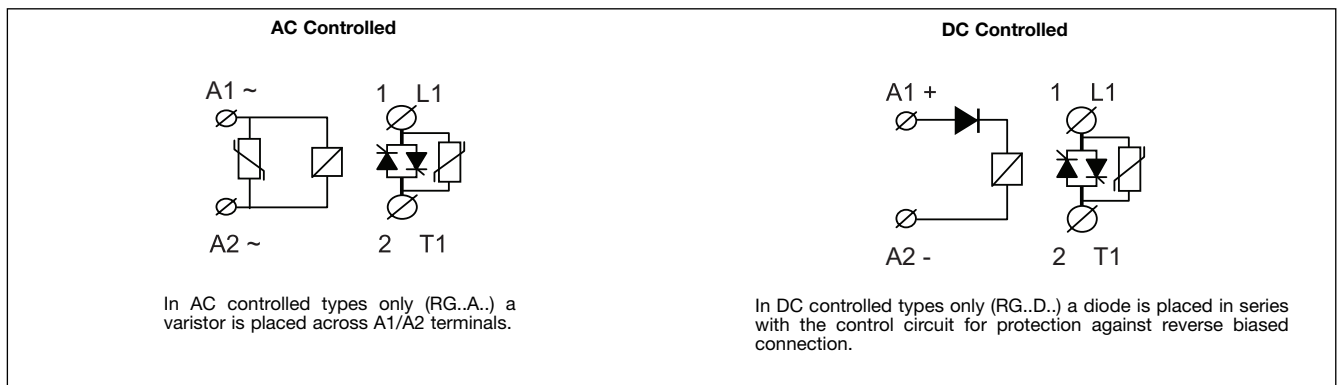 AC Controlled
A1 ~
1 L1
A2 ~
2 T1
In AC controlled types only (RG..A..) a
varistor is placed across A1/A2 terminals.
DC Controlled
A1 +
1 L1
A2 -
2 T1
In DC controlled types only (RG..D..) a diode is placed in series
with the control circuit for protection against reverse biased
connection.